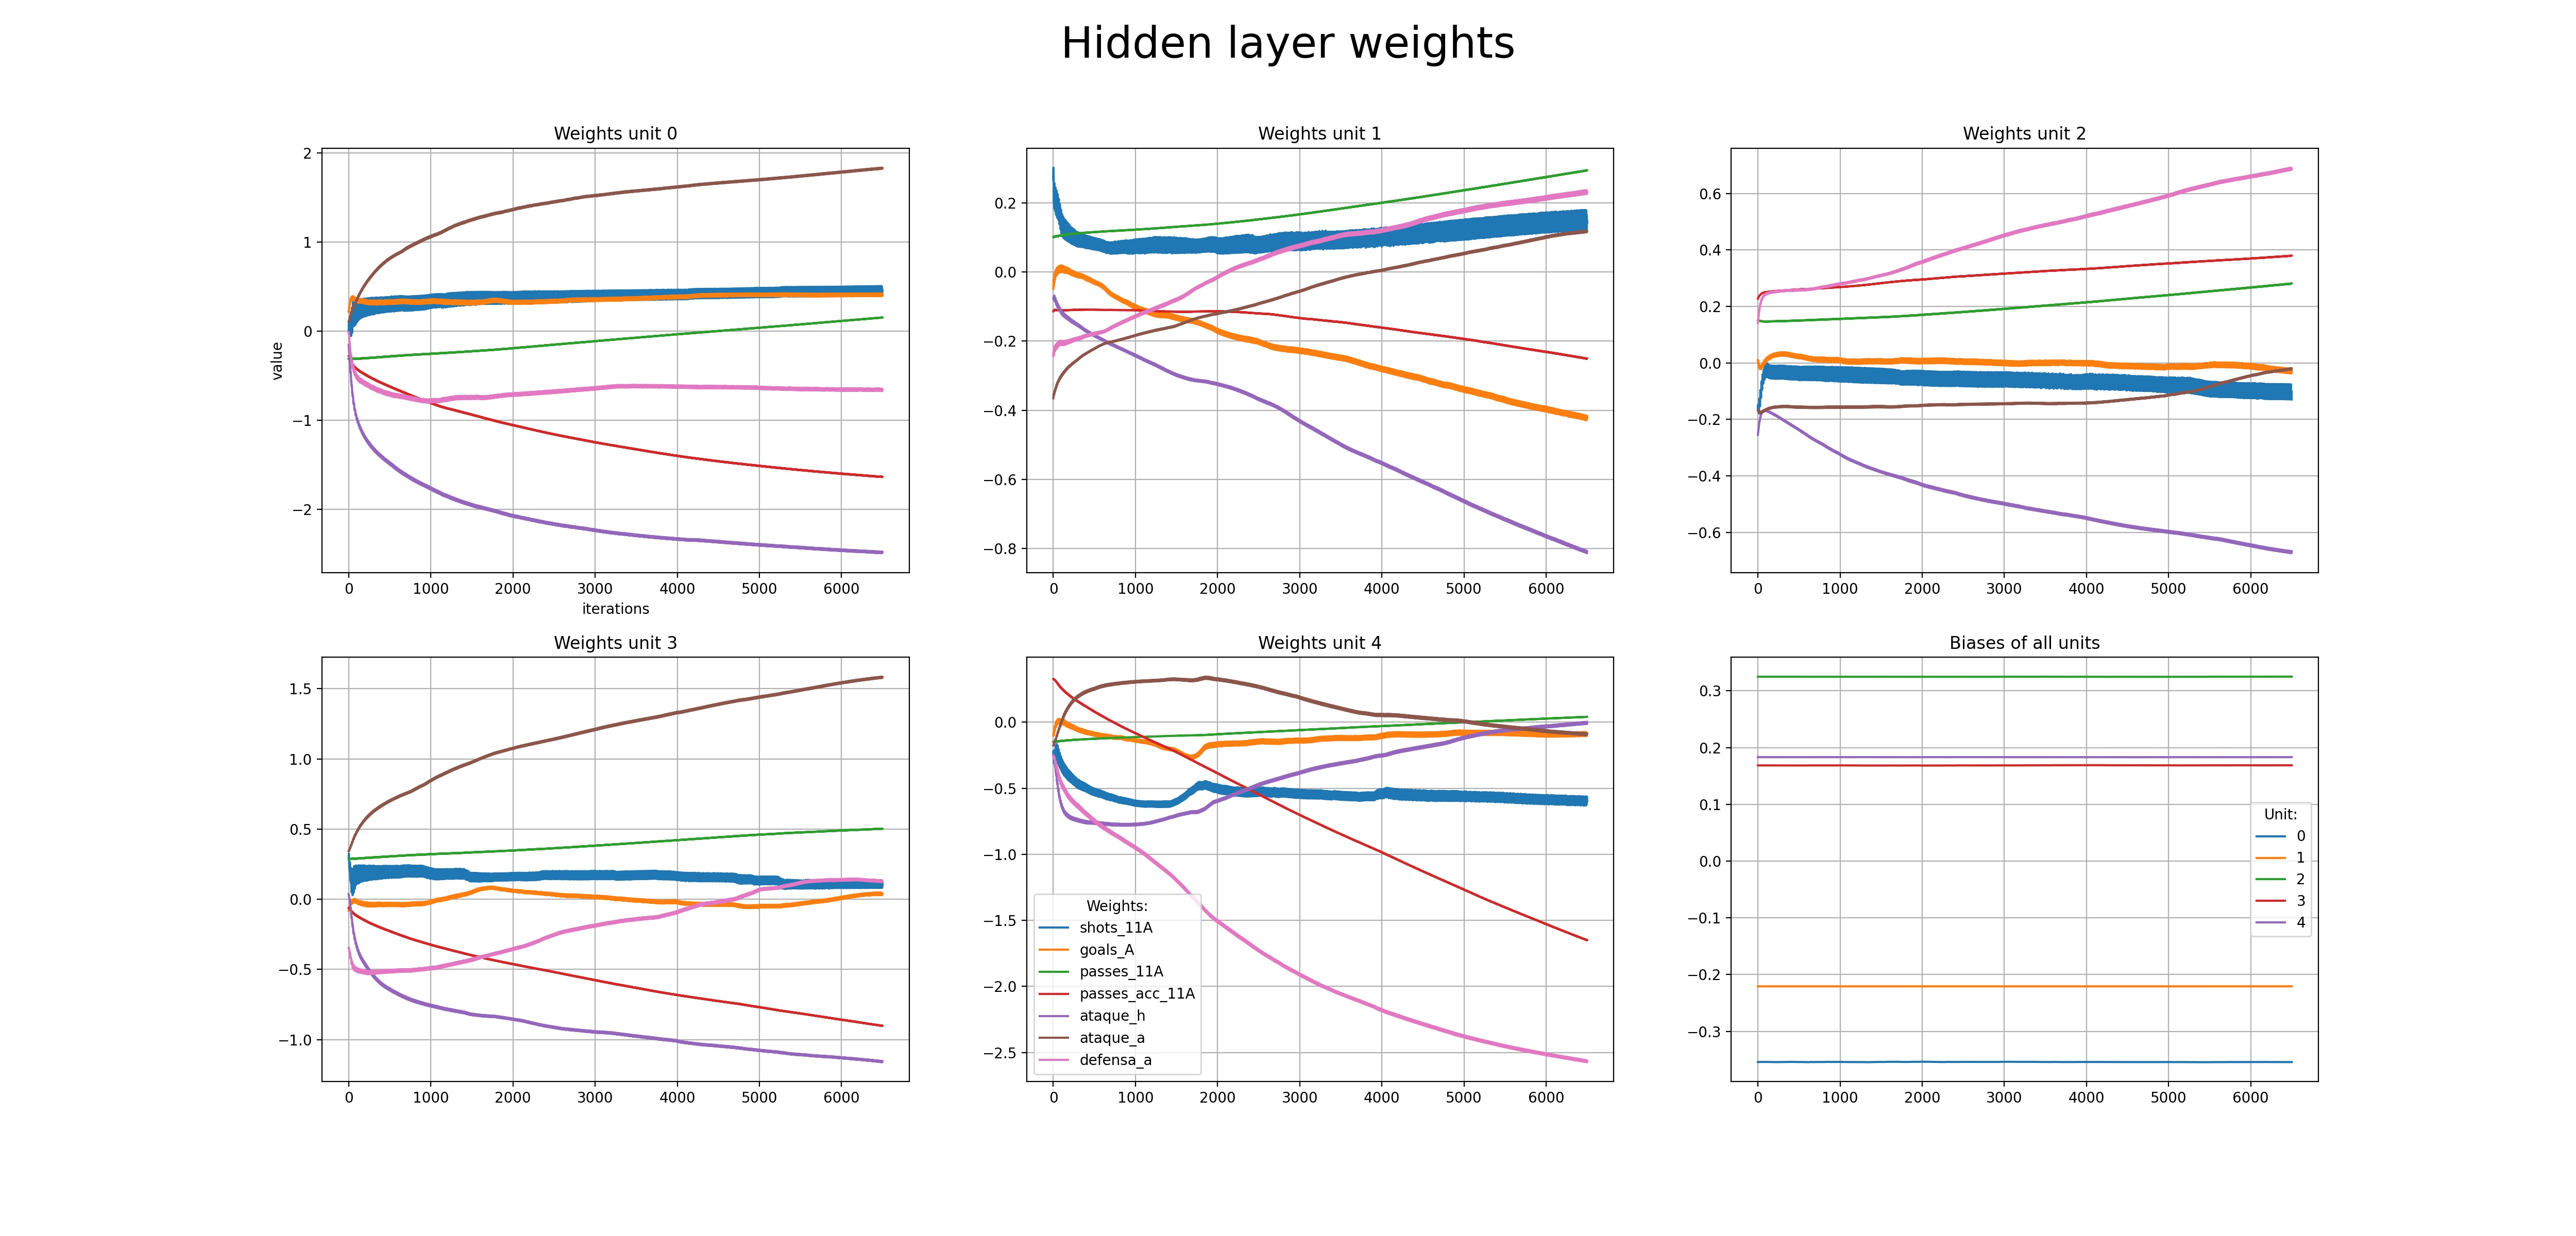 Hidden layer weights
Weights unit 0
2
1
0
−1
−2
value
0 1000 2000 3000 4000 5000 6000
iterations
Weights unit 1
0.2
0.0
−0.2
−0.4
−0.6
−0.8
0 1000 2000 3000 4000 5000 6000
Weights unit 2
0.6
0.4
0.2
0.0
−0.2
−0.4
−0.6
0 1000 2000 3000 4000 5000 6000
Weights unit 3
1.5
1.0
0.5
0.0
−0.5
−1.0
0 1000 2000 3000 4000 5000 6000
Weights unit 4
0.0
−0.5
−1.0
−1.5
−2.0
−2.5
Weights:
shots_11A
goals_A
passes_11A
passes_acc_11A
ataque_h
ataque_a
defensa_a
0 1000 2000 3000 4000 5000 6000
Biases of all units
0.3
0.2
0.1
0.0
−0.1
−0.2
−0.3
Unit:
0
1
2
3
4
0 1000 2000 3000 4000 5000 6000